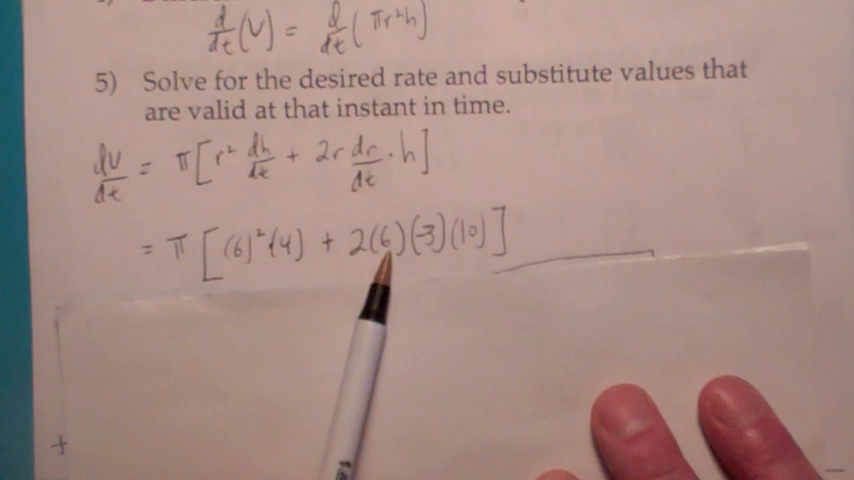 d/dt (V) = d/dt (πr²h)
5) Solve for the desired rate and substitute values that
are valid at that instant in time.
dV/dt = π[r² dh/dt + 2r dr/dt · h]
= π[(6)²(4) + 2(6)(-3)(10)]